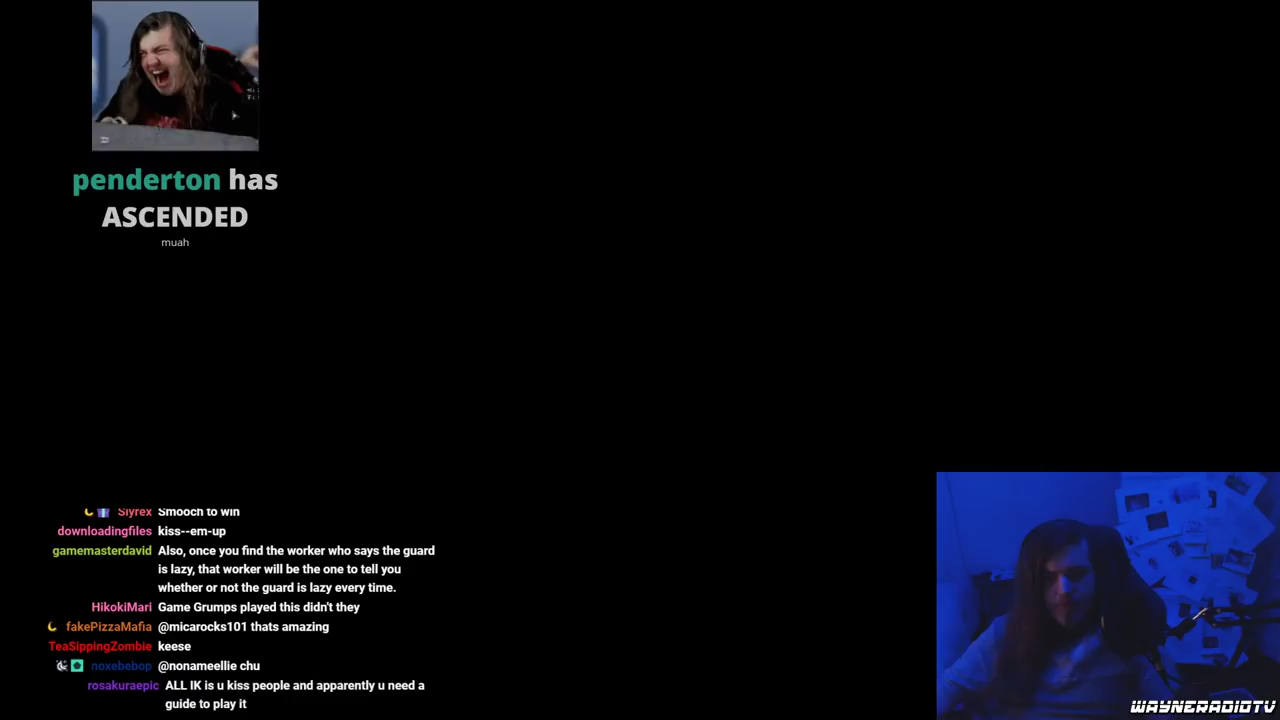 penderton has
ASCENDED
muah
Slyrex Smooch to win
downloadingfiles kiss--em-up
gamemasterdavid Also, once you find the worker who says the guard
is lazy, that worker will be the one to tell you
whether or not the guard is lazy every time.
HikokiMari Game Grumps played this didn't they
fakePizzaMafia @micarocks101 thats amazing
TeaSippingZombie keese
noxebebop @nonameellie chu
rosakuraepic ALL IK is u kiss people and apparently u need a
guide to play it
WAYNERADIOTV